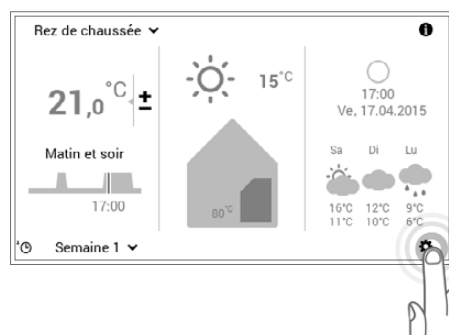 Rez de chaussée
21,0°C ±
Matin et soir
17:00
Semaine 1
15°C
80°C
17:00
Ve, 17.04.2015
Sa Di Lu
16°C 12°C 9°C
11°C 10°C 6°C